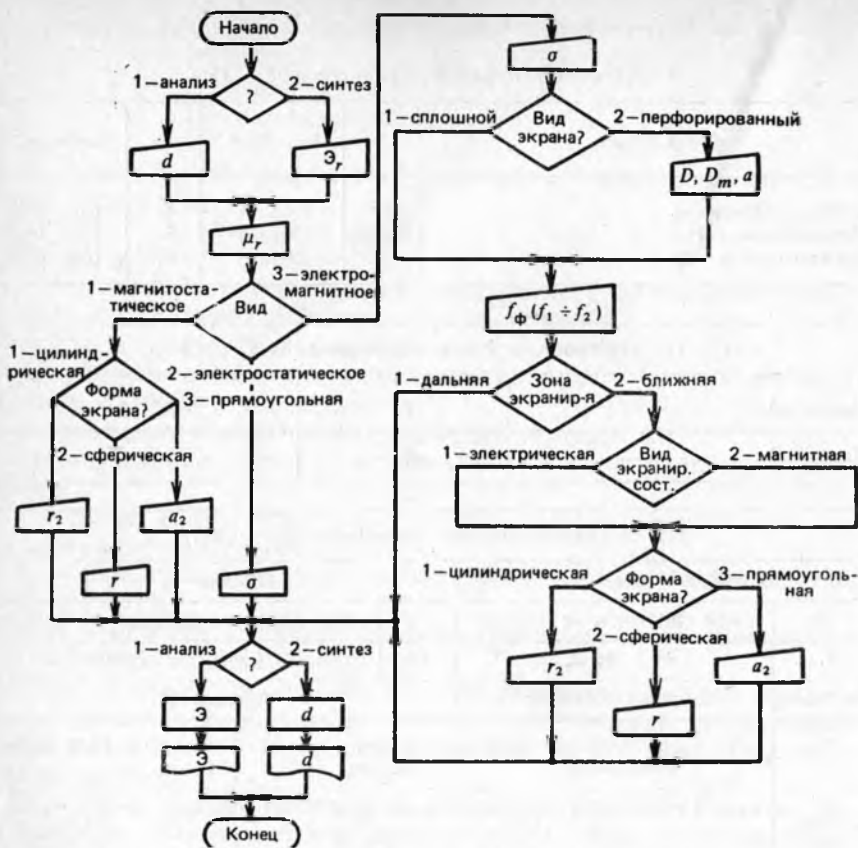 Начало
1—анализ
?
2—синтез
d
Э_r
μ_r
1—магнитоста-
тическое
Вид
3—электро-
магнитное
2—электростатическое
1—цилинд-
рическая
Форма
экрана?
3—прямоугольная
2—сферическая
r_2
a_2
r
σ
1—анализ
?
2—синтез
Э
d
Э
d
Конец
σ
1—сплошной
Вид
экрана?
2—перфорированный
D, D_m, a
f_ф (f_1 ÷ f_2)
1—дальняя
Зона
экранир-я
2—ближняя
1—электрическая
Вид
экранир.
сост.
2—магнитная
1—цилиндрическая
Форма
экрана?
3—прямоуголь-
ная
2—сферическая
r_2
a_2
r